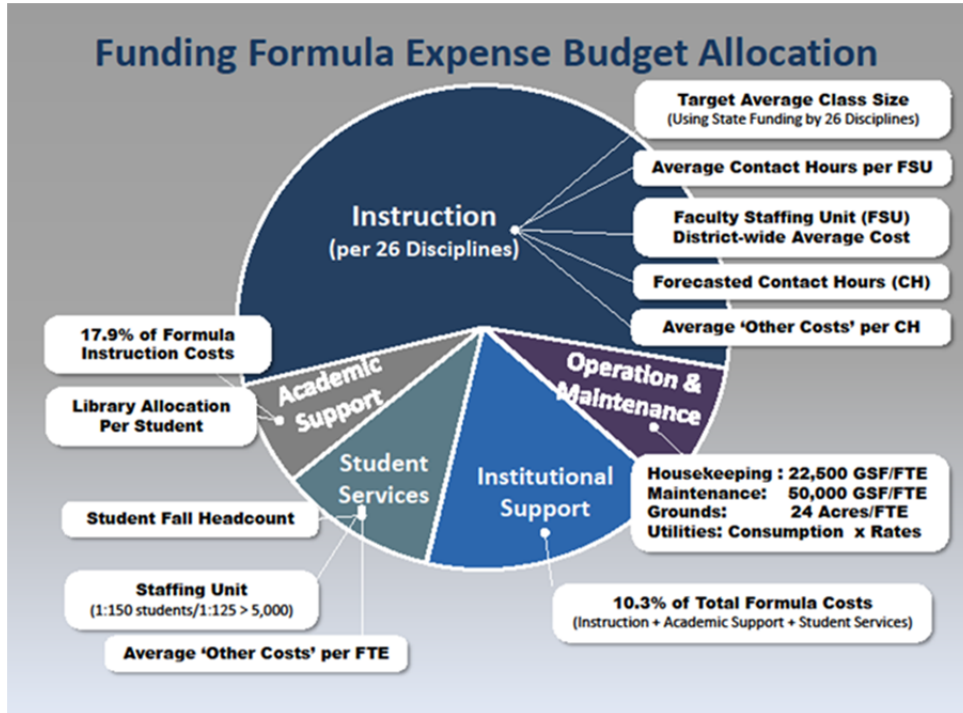 Funding Formula Expense Budget Allocation
Target Average Class Size
(Using State Funding by 26 Disciplines)
Average Contact Hours per FSU
Instruction
(per 26 Disciplines)
Faculty Staffing Unit (FSU)
District-wide Average Cost
Forecasted Contact Hours (CH)
Average ‘Other Costs’ per CH
17.9% of Formula
Instruction Costs
Library Allocation
Per Student
Academic
Support
Operation &
Maintenance
Student
Services
Institutional
Support
Housekeeping : 22,500 GSF/FTE
Maintenance: 50,000 GSF/FTE
Grounds: 24 Acres/FTE
Utilities: Consumption x Rates
Student Fall Headcount
Staffing Unit
(1:150 students/1:125 > 5,000)
Average ‘Other Costs’ per FTE
10.3% of Total Formula Costs
(Instruction + Academic Support + Student Services)